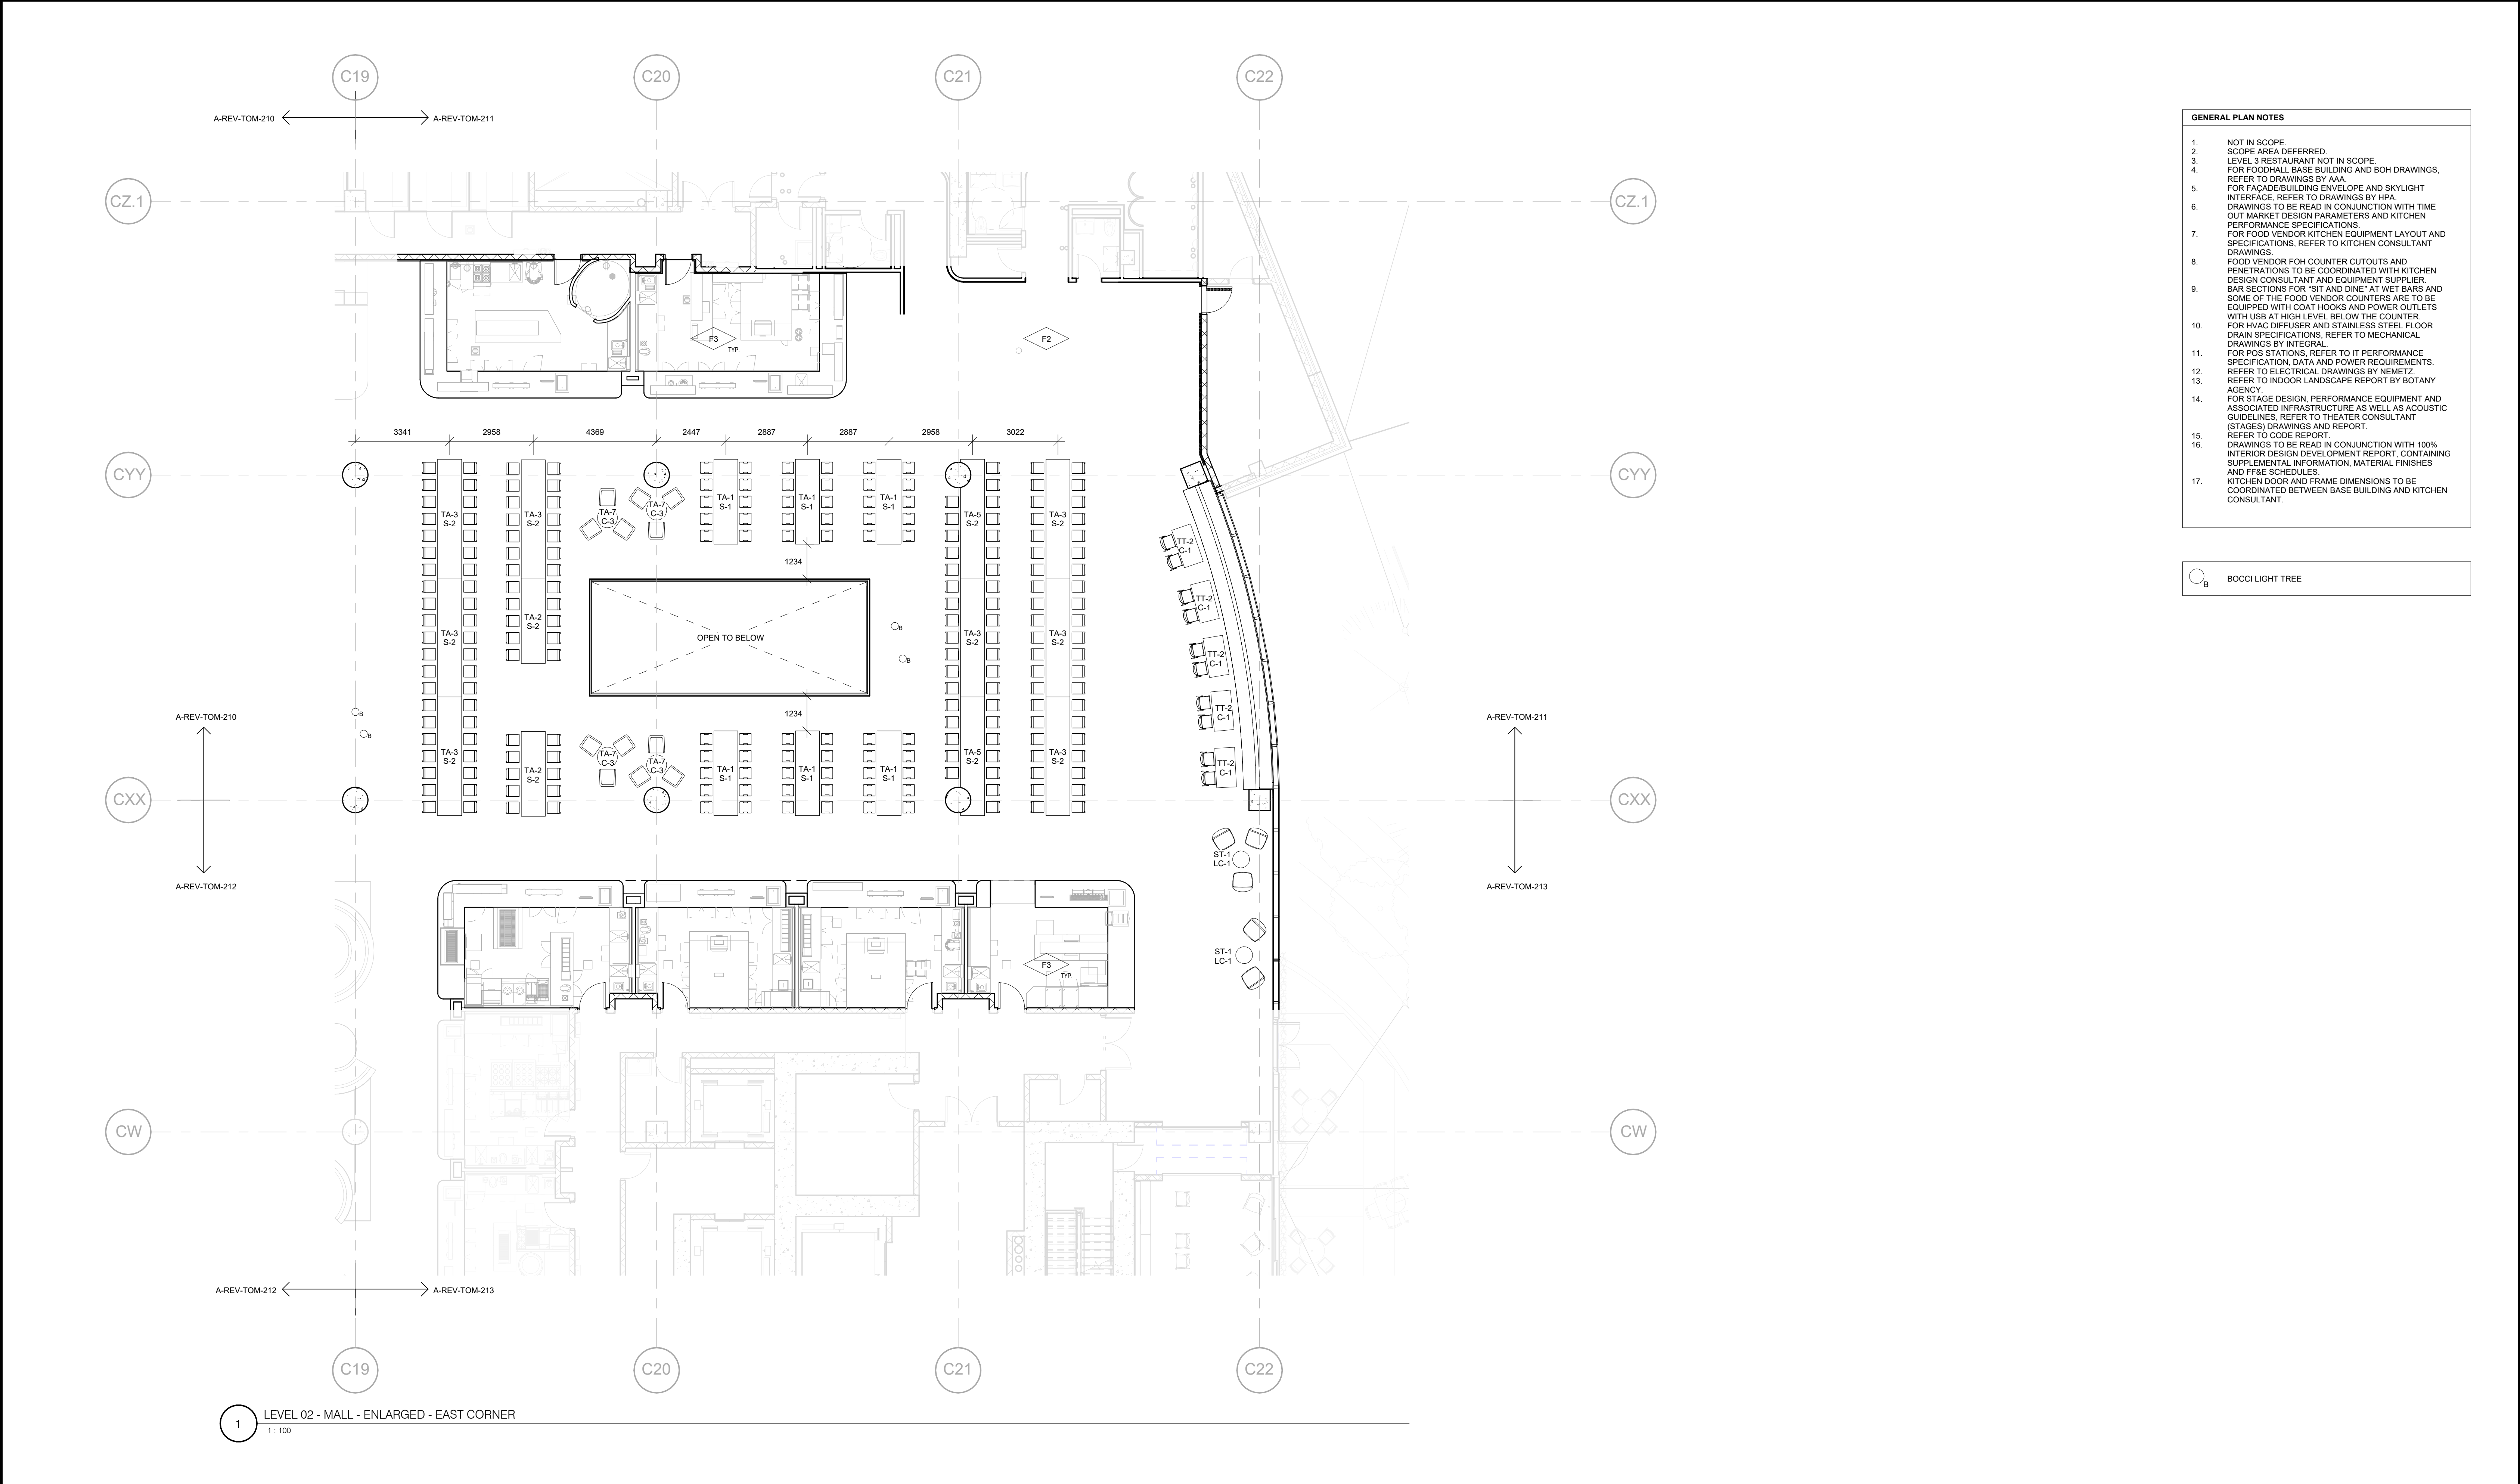 C19
C20
C21
C22
A-REV-TOM-210
A-REV-TOM-211
CZ.1
CZ.1
F3
TYP.
F2
3341
2958
4369
2447
2887
2887
2958
3022
CYY
CYY
TA-3
S-2
TA-3
S-2
TA-7
C-3
TA-7
C-3
TA-1
S-1
TA-1
S-1
TA-1
S-1
TA-5
S-2
TA-3
S-2
TT-2
C-1
1234
TT-2
C-1
TA-3
S-2
TA-2
S-2
OPEN TO BELOW
B
B
TA-3
S-2
TA-3
S-2
TT-2
C-1
B
B
1234
TT-2
C-1
A-REV-TOM-210
A-REV-TOM-211
TA-3
S-2
TA-2
S-2
TA-7
C-3
TA-7
C-3
TA-1
S-1
TA-1
S-1
TA-1
S-1
TA-5
S-2
TA-3
S-2
TT-2
C-1
CXX
CXX
ST-1
LC-1
A-REV-TOM-212
A-REV-TOM-213
ST-1
LC-1
F3
TYP.
CW
CW
A-REV-TOM-212
A-REV-TOM-213
C19
C20
C21
C22
1
LEVEL 02 - MALL - ENLARGED - EAST CORNER
1 : 100
GENERAL PLAN NOTES
1. NOT IN SCOPE.
2. SCOPE AREA DEFERRED.
3. LEVEL 3 RESTAURANT NOT IN SCOPE.
4. FOR FOODHALL BASE BUILDING AND BOH DRAWINGS,
REFER TO DRAWINGS BY AAA.
5. FOR FAÇADE/BUILDING ENVELOPE AND SKYLIGHT
INTERFACE, REFER TO DRAWINGS BY HPA.
6. DRAWINGS TO BE READ IN CONJUNCTION WITH TIME
OUT MARKET DESIGN PARAMETERS AND KITCHEN
PERFORMANCE SPECIFICATIONS.
7. FOR FOOD VENDOR KITCHEN EQUIPMENT LAYOUT AND
SPECIFICATIONS, REFER TO KITCHEN CONSULTANT
DRAWINGS.
8. FOOD VENDOR FOH COUNTER CUTOUTS AND
PENETRATIONS TO BE COORDINATED WITH KITCHEN
DESIGN CONSULTANT AND EQUIPMENT SUPPLIER.
9. BAR SECTIONS FOR "SIT AND DINE" AT WET BARS AND
SOME OF THE FOOD VENDOR COUNTERS ARE TO BE
EQUIPPED WITH COAT HOOKS AND POWER OUTLETS
WITH USB AT HIGH LEVEL BELOW THE COUNTER.
10. FOR HVAC DIFFUSER AND STAINLESS STEEL FLOOR
DRAIN SPECIFICATIONS, REFER TO MECHANICAL
DRAWINGS BY INTEGRAL.
11. FOR POS STATIONS, REFER TO IT PERFORMANCE
SPECIFICATION, DATA AND POWER REQUIREMENTS.
12. REFER TO ELECTRICAL DRAWINGS BY NEMETZ.
13. REFER TO INDOOR LANDSCAPE REPORT BY BOTANY
AGENCY.
14. FOR STAGE DESIGN, PERFORMANCE EQUIPMENT AND
ASSOCIATED INFRASTRUCTURE AS WELL AS ACOUSTIC
GUIDELINES, REFER TO THEATER CONSULTANT
(STAGES) DRAWINGS AND REPORT.
15. REFER TO CODE REPORT.
16. DRAWINGS TO BE READ IN CONJUNCTION WITH 100%
INTERIOR DESIGN DEVELOPMENT REPORT, CONTAINING
SUPPLEMENTAL INFORMATION, MATERIAL FINISHES
AND FF&E SCHEDULES.
17. KITCHEN DOOR AND FRAME DIMENSIONS TO BE
COORDINATED BETWEEN BASE BUILDING AND KITCHEN
CONSULTANT.
B
BOCCI LIGHT TREE